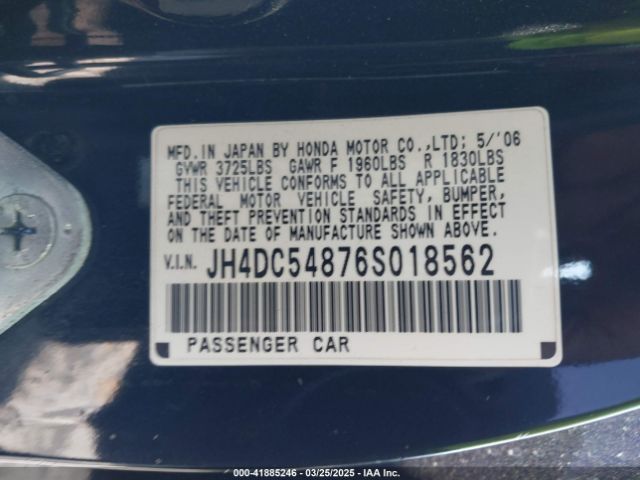 MFD. IN JAPAN BY HONDA MOTOR CO.,LTD; 5/'06
GVWR 3725LBS GAWR F 1960LBS R 1830LBS
THIS VEHICLE CONFORMS TO ALL APPLICABLE
FEDERAL MOTOR VEHICLE SAFETY, BUMPER,
AND THEFT PREVENTION STANDARDS IN EFFECT
ON THE DATE OF MANUFACTURE SHOWN ABOVE.
V.I.N. JH4DC54876S018562
PASSENGER CAR
000-41885246 - 03/25/2025 - IAA Inc.